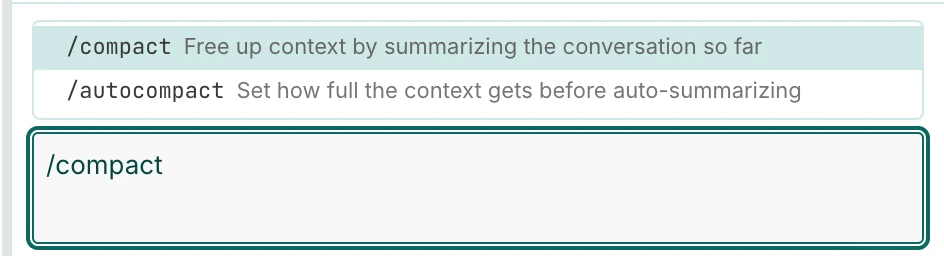 /compact Free up context by summarizing the conversation so far
/autocompact Set how full the context gets before auto-summarizing
/compact